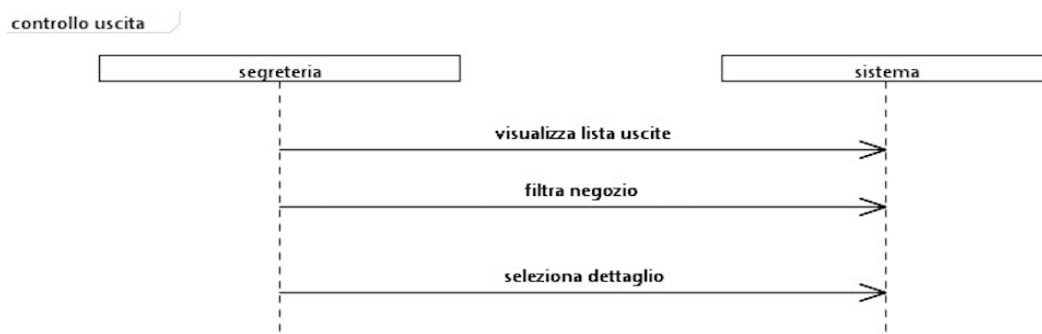 controllo uscita
segreteria
sistema
visualizza lista uscite
filtra negozio
seleziona dettaglio